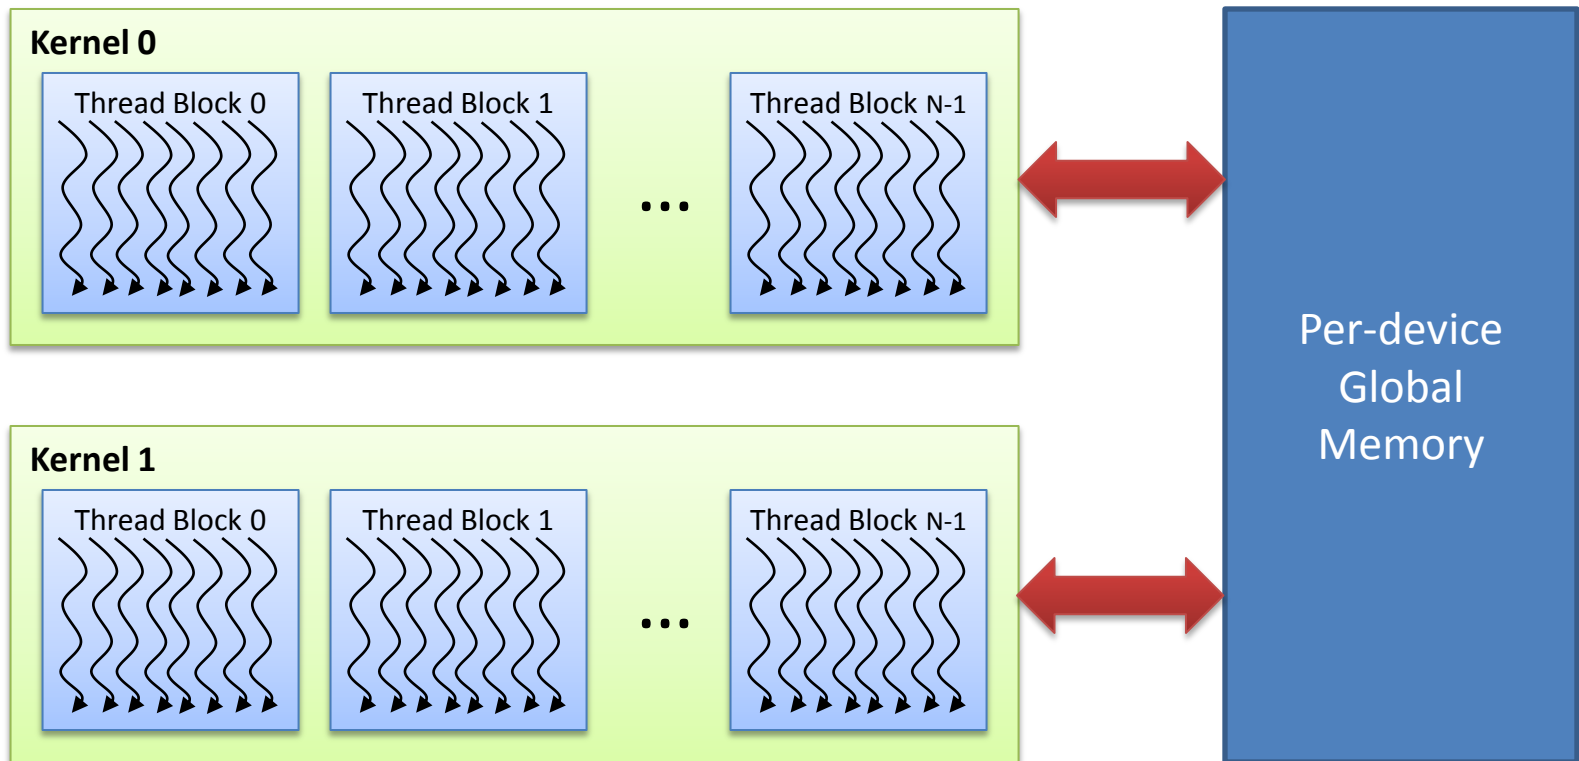 Kernel 0
Thread Block 0
Thread Block 1
Thread Block N-1
...
Kernel 1
Thread Block 0
Thread Block 1
Thread Block N-1
...
Per-device
Global
Memory